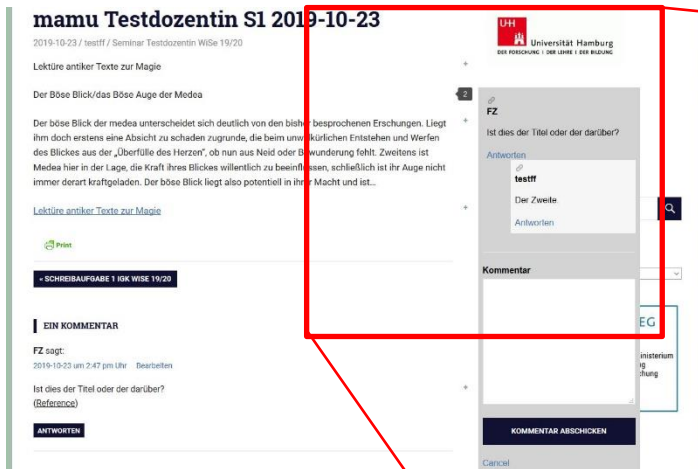 mamu Testdozentin S1 2019-10-23
2019-10-23 / testff / Seminar Testdozentin WiSe 19/20
Lektüre antiker Texte zur Magie
+
Der Böse Blick/das Böse Auge der Medea
2
Der böse Blick der medea unterscheidet sich deutlich von den bisher besprochenen Erschungen. Liegt
+
ihm doch erstens eine Absicht zu schaden zugrunde, die beim unwillkürlichen Entstehen und Werfen
des Blickes aus der „Überfülle des Herzen", ob nun aus Neid oder Bewunderung fehlt. Zweitens ist
Medea hier in der Lage, die Kraft ihres Blickes willentlich zu beeinflussen, schließlich ist ihr Auge nicht
immer derart kraftgeladen. Der böse Blick liegt also potentiell in ihrer Macht und ist...
Lektüre antiker Texte zur Magie
+
Print
« SCHREIBAUFGABE 1 IGK WISE 19/20
EIN KOMMENTAR
FZ sagt:
2019-10-23 um 2:47 pm Uhr Bearbeiten
Ist dies der Titel oder der darüber?
+
(Reference)
ANTWORTEN
UHH
Universität Hamburg
DER FORSCHUNG | DER LEHRE | DER BILDUNG
FZ
Ist dies der Titel oder der darüber?
Antworten
testff
Der Zweite.
Antworten
Kommentar
KOMMENTAR ABSCHICKEN
Cancel
EG
inisterium
ng
chung